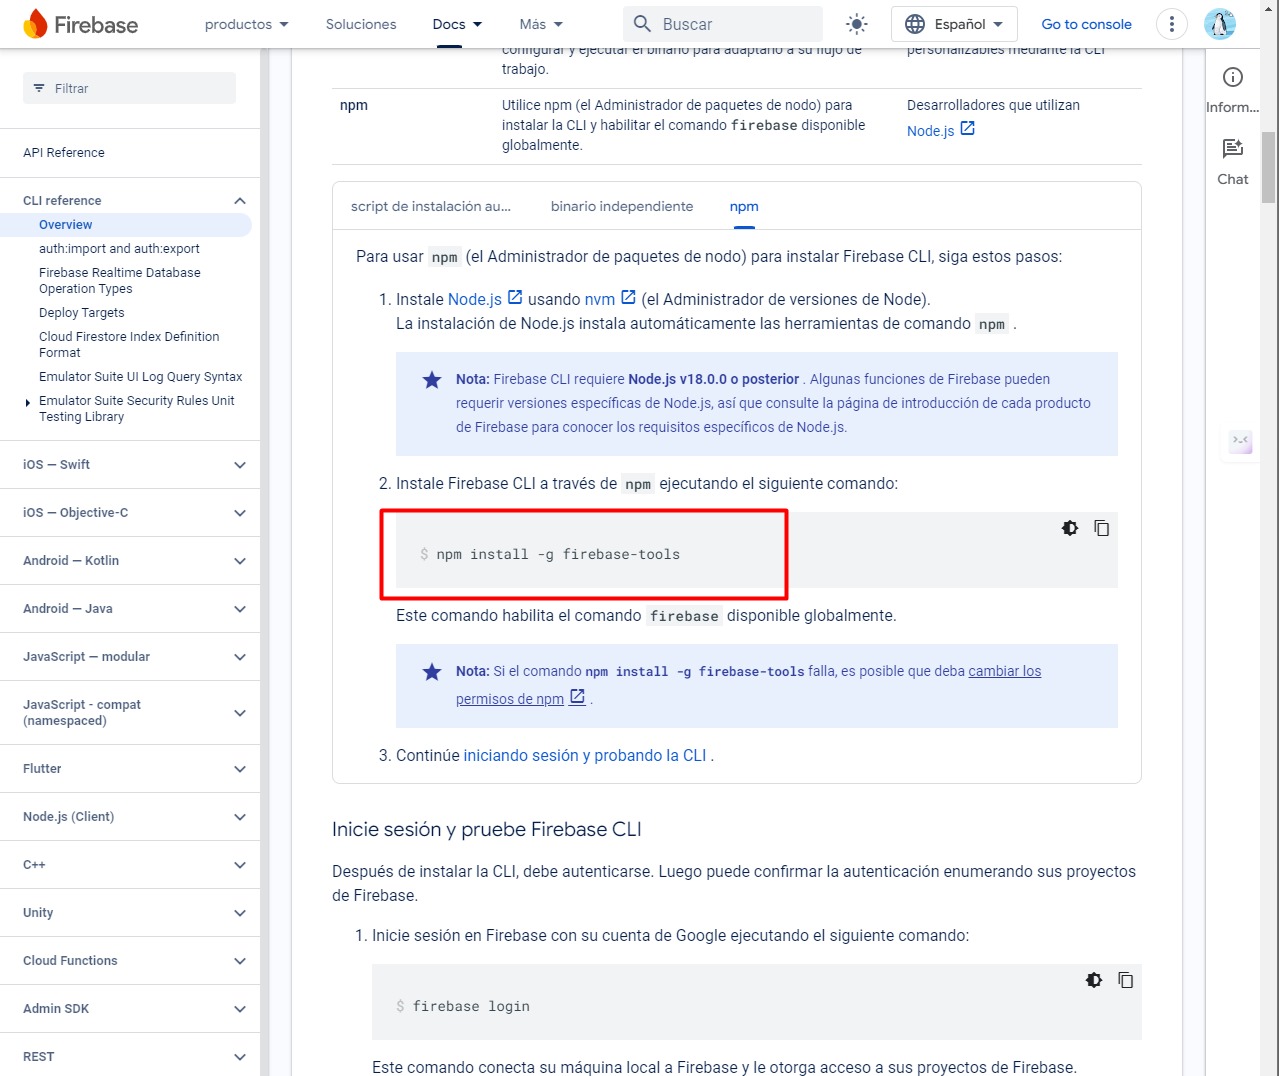 Firebase
productos
Soluciones
Docs
Más
Buscar
Español
Go to console
Filtrar
API Reference
CLI reference
Overview
auth:import and auth:export
Firebase Realtime Database
Operation Types
Deploy Targets
Cloud Firestore Index Definition
Format
Emulator Suite UI Log Query Syntax
Emulator Suite Security Rules Unit
Testing Library
iOS — Swift
iOS — Objective-C
Android — Kotlin
Android — Java
JavaScript — modular
JavaScript - compat
(namespaced)
Flutter
Node.js (Client)
C++
Unity
Cloud Functions
Admin SDK
REST
configurar y ejecutar el binario para adaptarlo a su flujo de
trabajo.
personalizables mediante la CLI
npm
Utilice npm (el Administrador de paquetes de nodo) para
instalar la CLI y habilitar el comando firebase disponible
globalmente.
Desarrolladores que utilizan
Node.js
script de instalación au...
binario independiente
npm
Para usar npm (el Administrador de paquetes de nodo) para instalar Firebase CLI, siga estos pasos:
1. Instale Node.js usando nvm (el Administrador de versiones de Node).
La instalación de Node.js instala automáticamente las herramientas de comando npm .
Nota: Firebase CLI requiere Node.js v18.0.0 o posterior . Algunas funciones de Firebase pueden
requerir versiones específicas de Node.js, así que consulte la página de introducción de cada producto
de Firebase para conocer los requisitos específicos de Node.js.
2. Instale Firebase CLI a través de npm ejecutando el siguiente comando:
$ npm install -g firebase-tools
Este comando habilita el comando firebase disponible globalmente.
Nota: Si el comando npm install -g firebase-tools falla, es posible que deba cambiar los
permisos de npm .
3. Continúe iniciando sesión y probando la CLI .
Inicie sesión y pruebe Firebase CLI
Después de instalar la CLI, debe autenticarse. Luego puede confirmar la autenticación enumerando sus proyectos
de Firebase.
1. Inicie sesión en Firebase con su cuenta de Google ejecutando el siguiente comando:
$ firebase login
Este comando conecta su máquina local a Firebase y le otorga acceso a sus proyectos de Firebase.
Inform...
Chat